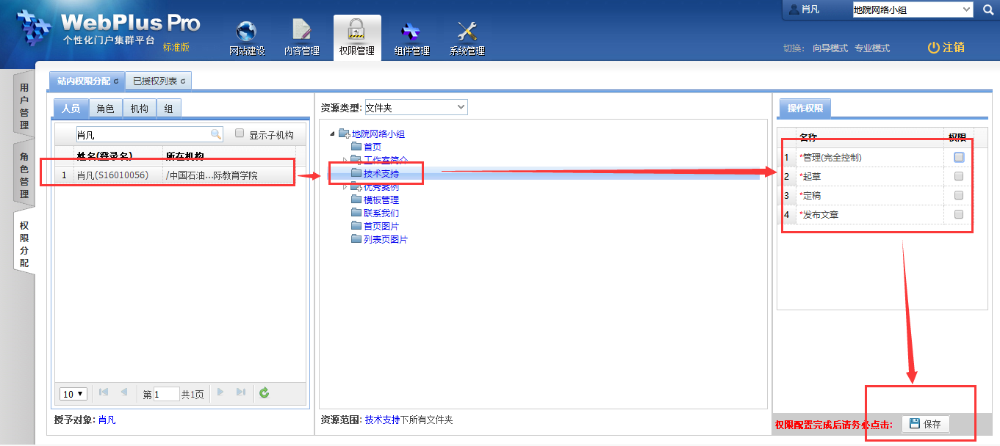 肖凡
地院网络小组
WebPlus Pro
个性化门户集群平台
标准版
网站建设
内容管理
权限管理
组件管理
系统管理
切换: 向导模式 专业模式
注销
用户管理
角色管理
权限分配
站内权限分配
已授权列表
人员
角色
机构
组
肖凡
显示子机构
姓名(登录名) 所在机构
1 肖凡(S16010056) /中国石油...际教育学院
10
第 1 共1页
授予对象: 肖凡
资源类型: 文件夹
地院网络小组
首页
工作室简介
技术支持
优秀案例
模板管理
联系我们
首页图片
列表页图片
资源范围: 技术支持下所有文件夹
操作权限
名称 权限
1 *管理(完全控制)
2 *起草
3 *定稿
4 *发布文章
权限配置完成后请务必点击:
保存